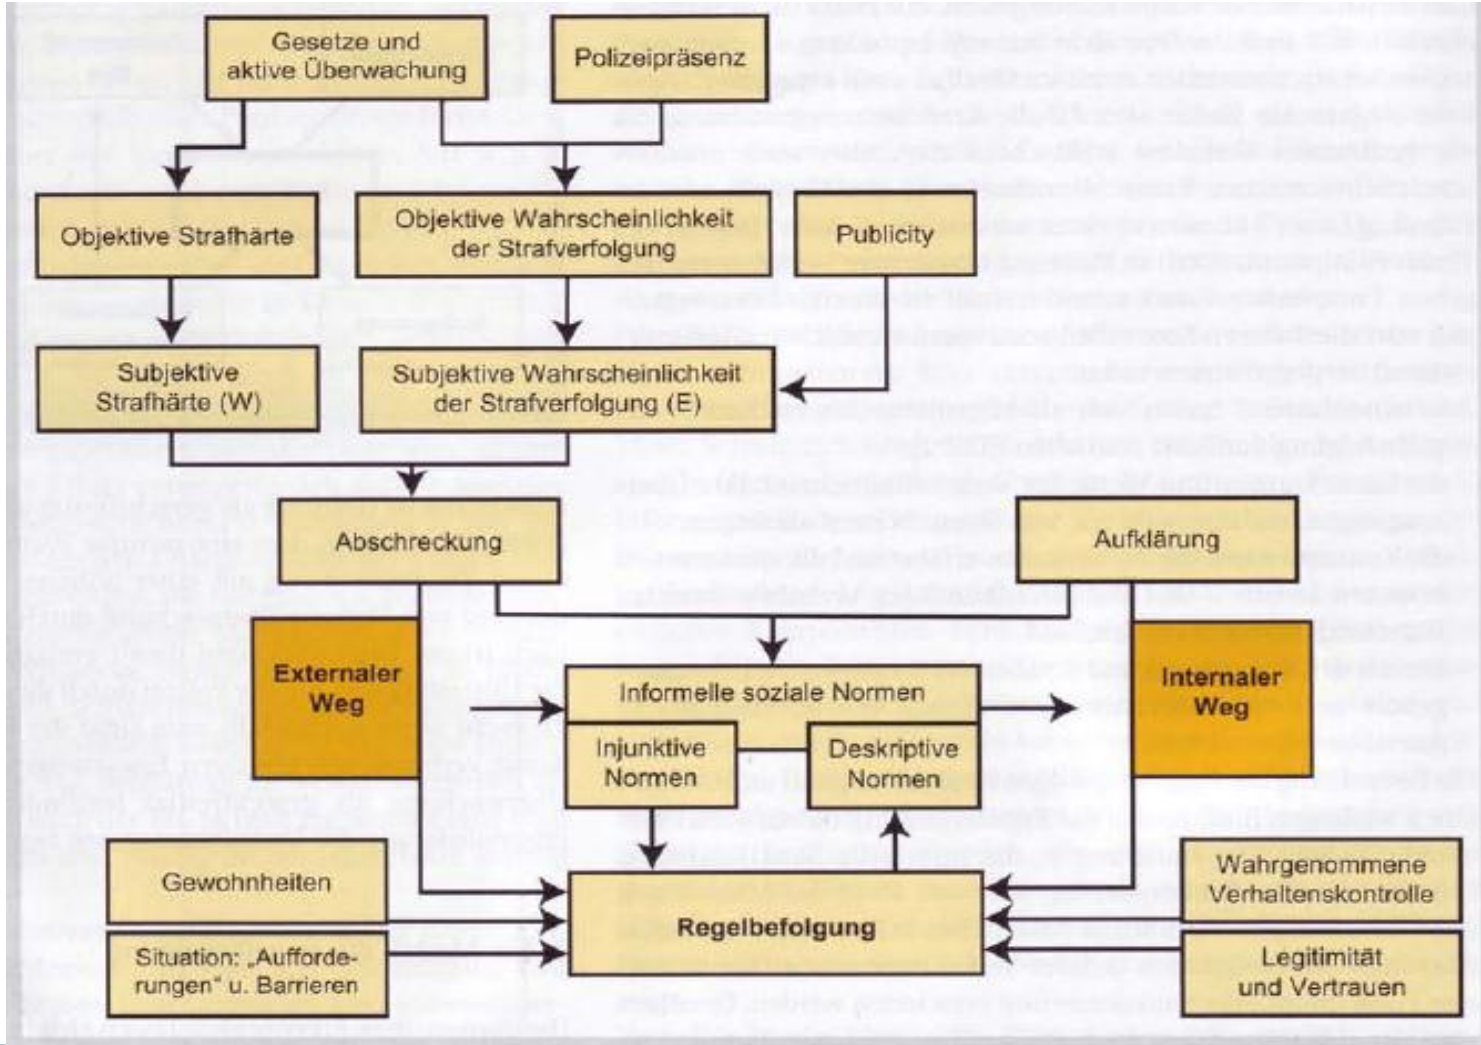 Gesetze und
aktive Überwachung
Polizeipräsenz
Objektive Strafhärte
Objektive Wahrscheinlichkeit
der Strafverfolgung
Publicity
Subjektive
Strafhärte (W)
Subjektive Wahrscheinlichkeit
der Strafverfolgung (E)
Abschreckung
Aufklärung
Externaler
Weg
Informelle soziale Normen
Internaler
Weg
Injunktive
Normen
Deskriptive
Normen
Gewohnheiten
Regelbefolgung
Wahrgenommene
Verhaltenskontrolle
Situation: „Aufforde-
rungen“ u. Barrieren
Legitimität
und Vertrauen